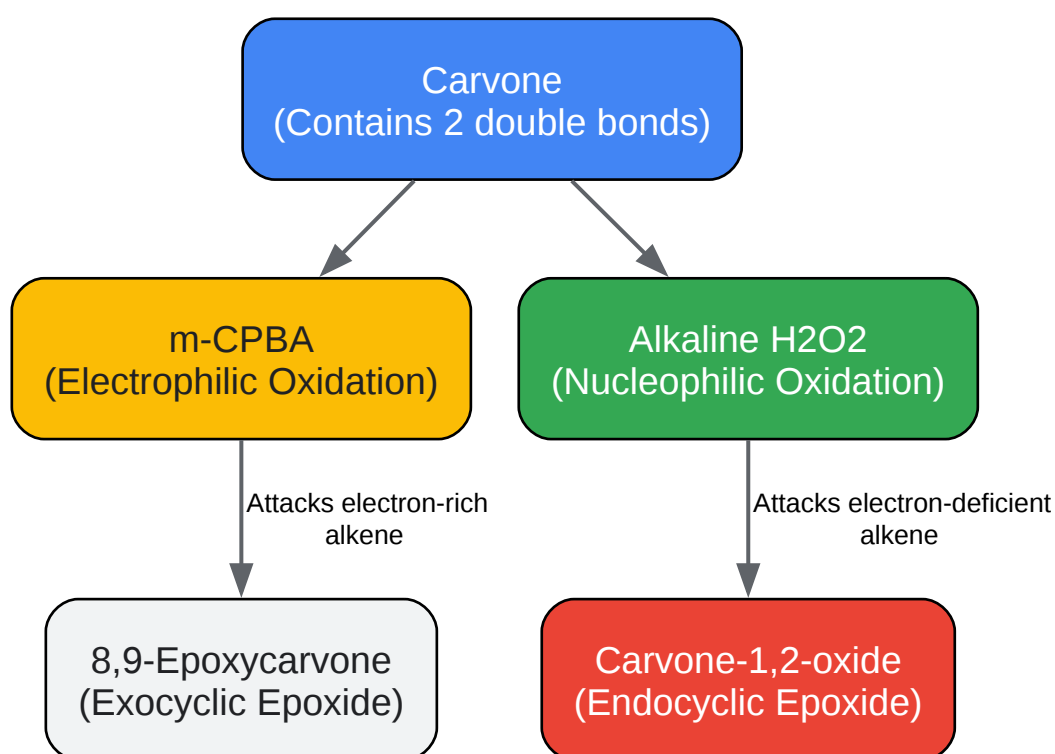 Carvone
(Contains 2 double bonds)
m-CPBA
(Electrophilic Oxidation)
Alkaline H2O2
(Nucleophilic Oxidation)
Attacks electron-rich
alkene
Attacks electron-deficient
alkene
8,9-Epoxycarvone
(Exocyclic Epoxide)
Carvone-1,2-oxide
(Endocyclic Epoxide)